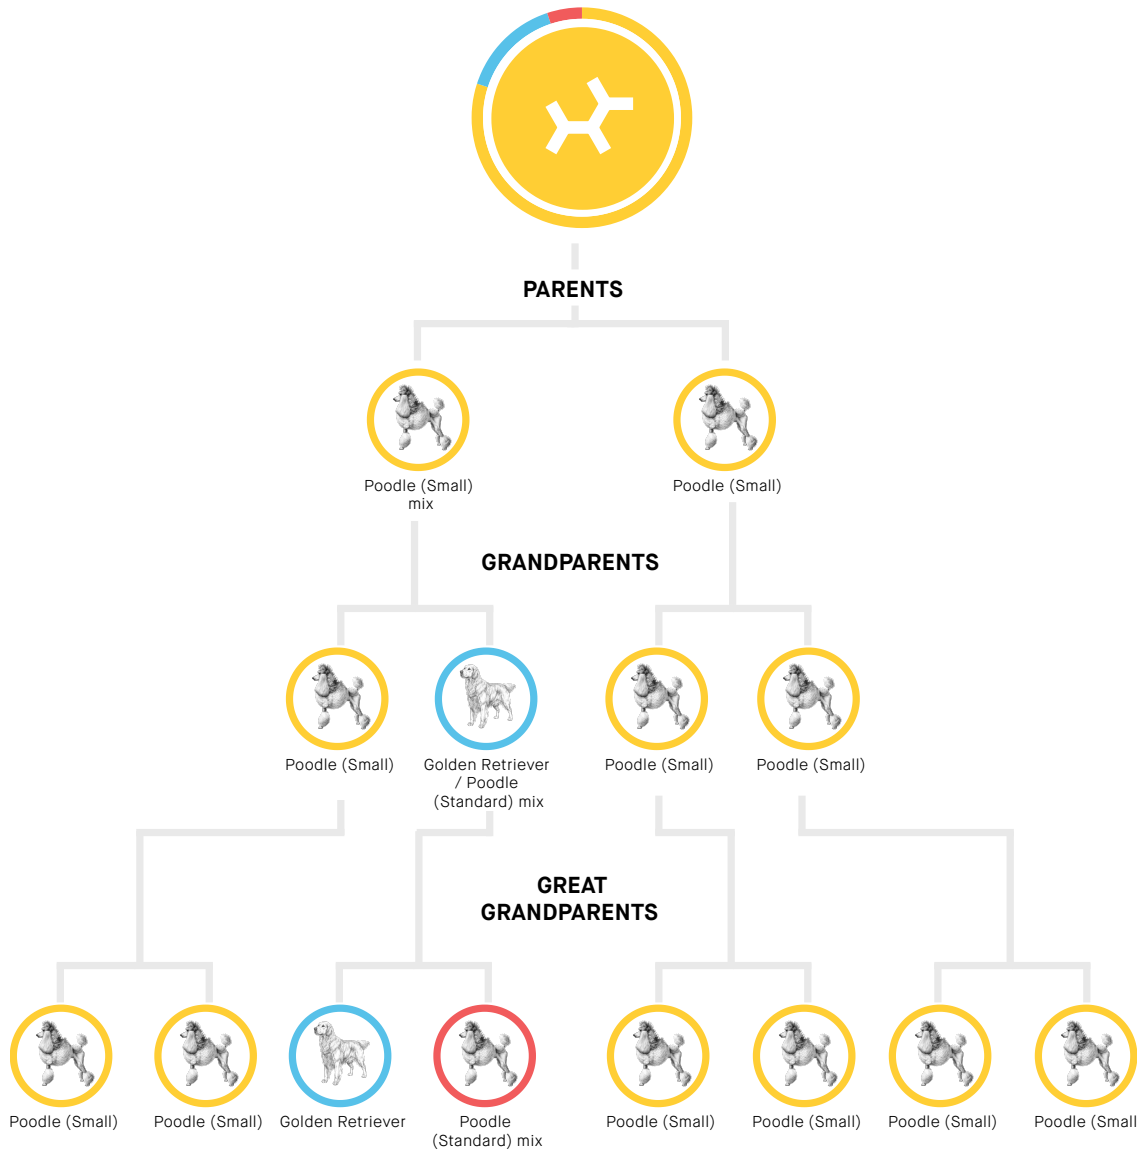 PARENTS
Poodle (Small)
mix
Poodle (Small)
GRANDPARENTS
Poodle (Small)
Golden Retriever
/ Poodle
(Standard) mix
Poodle (Small)
Poodle (Small)
GREAT
GRANDPARENTS
Poodle (Small)
Poodle (Small)
Golden Retriever
Poodle
(Standard) mix
Poodle (Small)
Poodle (Small)
Poodle (Small)
Poodle (Small